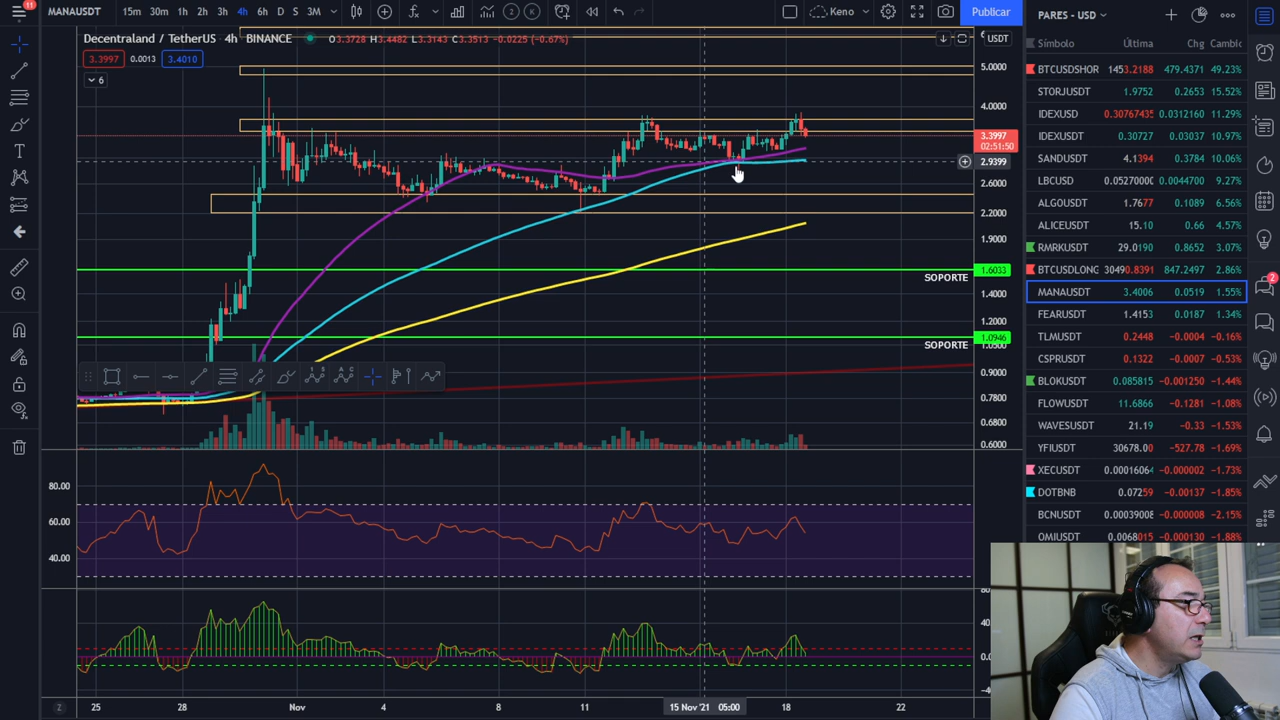 11
MANAUSDT 15m 30m 1h 2h 3h 4h 6h D S 3M 2 K Keno Publicar
PARES - USD
Decentraland / TetherUS · 4h · BINANCE O3.3728 H3.4482 L3.3143 C3.3513 -0.0225 (-0.67%) USDT
3.3997 0.0013 3.4010
6
5.0000
4.0000
3.3997
02:51:50
2.9399
2.6000
2.2000
1.9000
1.6033
SOPORTE
1.4000
1.2000
1.0946
SOPORTE
0.9000
0.7800
0.6800
0.6000
80.00
60.00
40.00
25 28 Nov 4 8 11 15 Nov '21 05:00 18 22
Z
Símbolo Última Chg
BTCUSDSHOR 1453.2188 479.4371 49.23%
STORJUSDT 1.9752 0.2653 15.52%
IDEXUSD 0.30767435 0.0312160 11.29%
IDEXUSDT 0.30727 0.03037 10.97%
SANDUSDT 4.1394 0.3784 10.06%
LBCUSD 0.0527000 0.0044700 9.27%
ALGOUSDT 1.7677 0.1089 6.56%
ALICEUSDT 15.10 0.66 4.57%
RMRKUSDT 29.0190 0.8652 3.07%
BTCUSDLONG 30490.8391 847.2497 2.86%
MANAUSDT 3.4006 0.0519 1.55%
FEARUSDT 1.4153 0.0187 1.34%
TLMUSDT 0.2448 -0.0004 -0.16%
CSPRUSDT 0.1322 -0.0007 -0.53%
BLOKUSDT 0.085815 -0.001250 -1.44%
FLOWUSDT 11.6866 -0.1281 -1.08%
WAVESUSDT 21.19 -0.33 -1.53%
YFIUSDT 30678.00 -527.78 -1.69%
XECUSDT 0.0001606 -0.000002 -1.73%
DOTBNB 0.07259 -0.00137 -1.85%
BCNUSDT 0.00003908 -0.000008 -2.15%
OMIUSDT 0.0068015 -0.000130 -1.88%
2